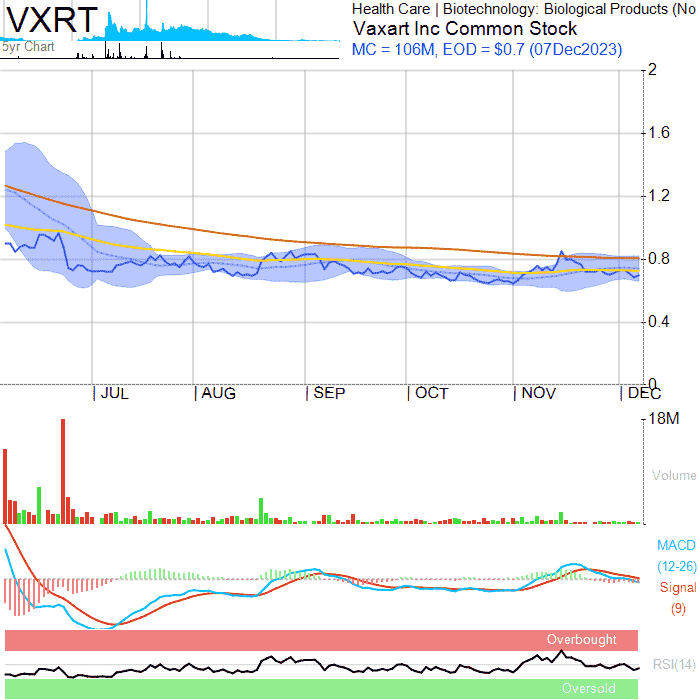 VXRT
5yr Chart
Health Care | Biotechnology: Biological Products (No
Vaxart Inc Common Stock
MC = 106M, EOD = $0.7 (07Dec2023)
2
1.6
1.2
0.8
0.4
0
JUL AUG SEP OCT NOV DEC
18M
Volume
MACD
(12-26)
Signal
(9)
Overbought
RSI(14)
Oversold